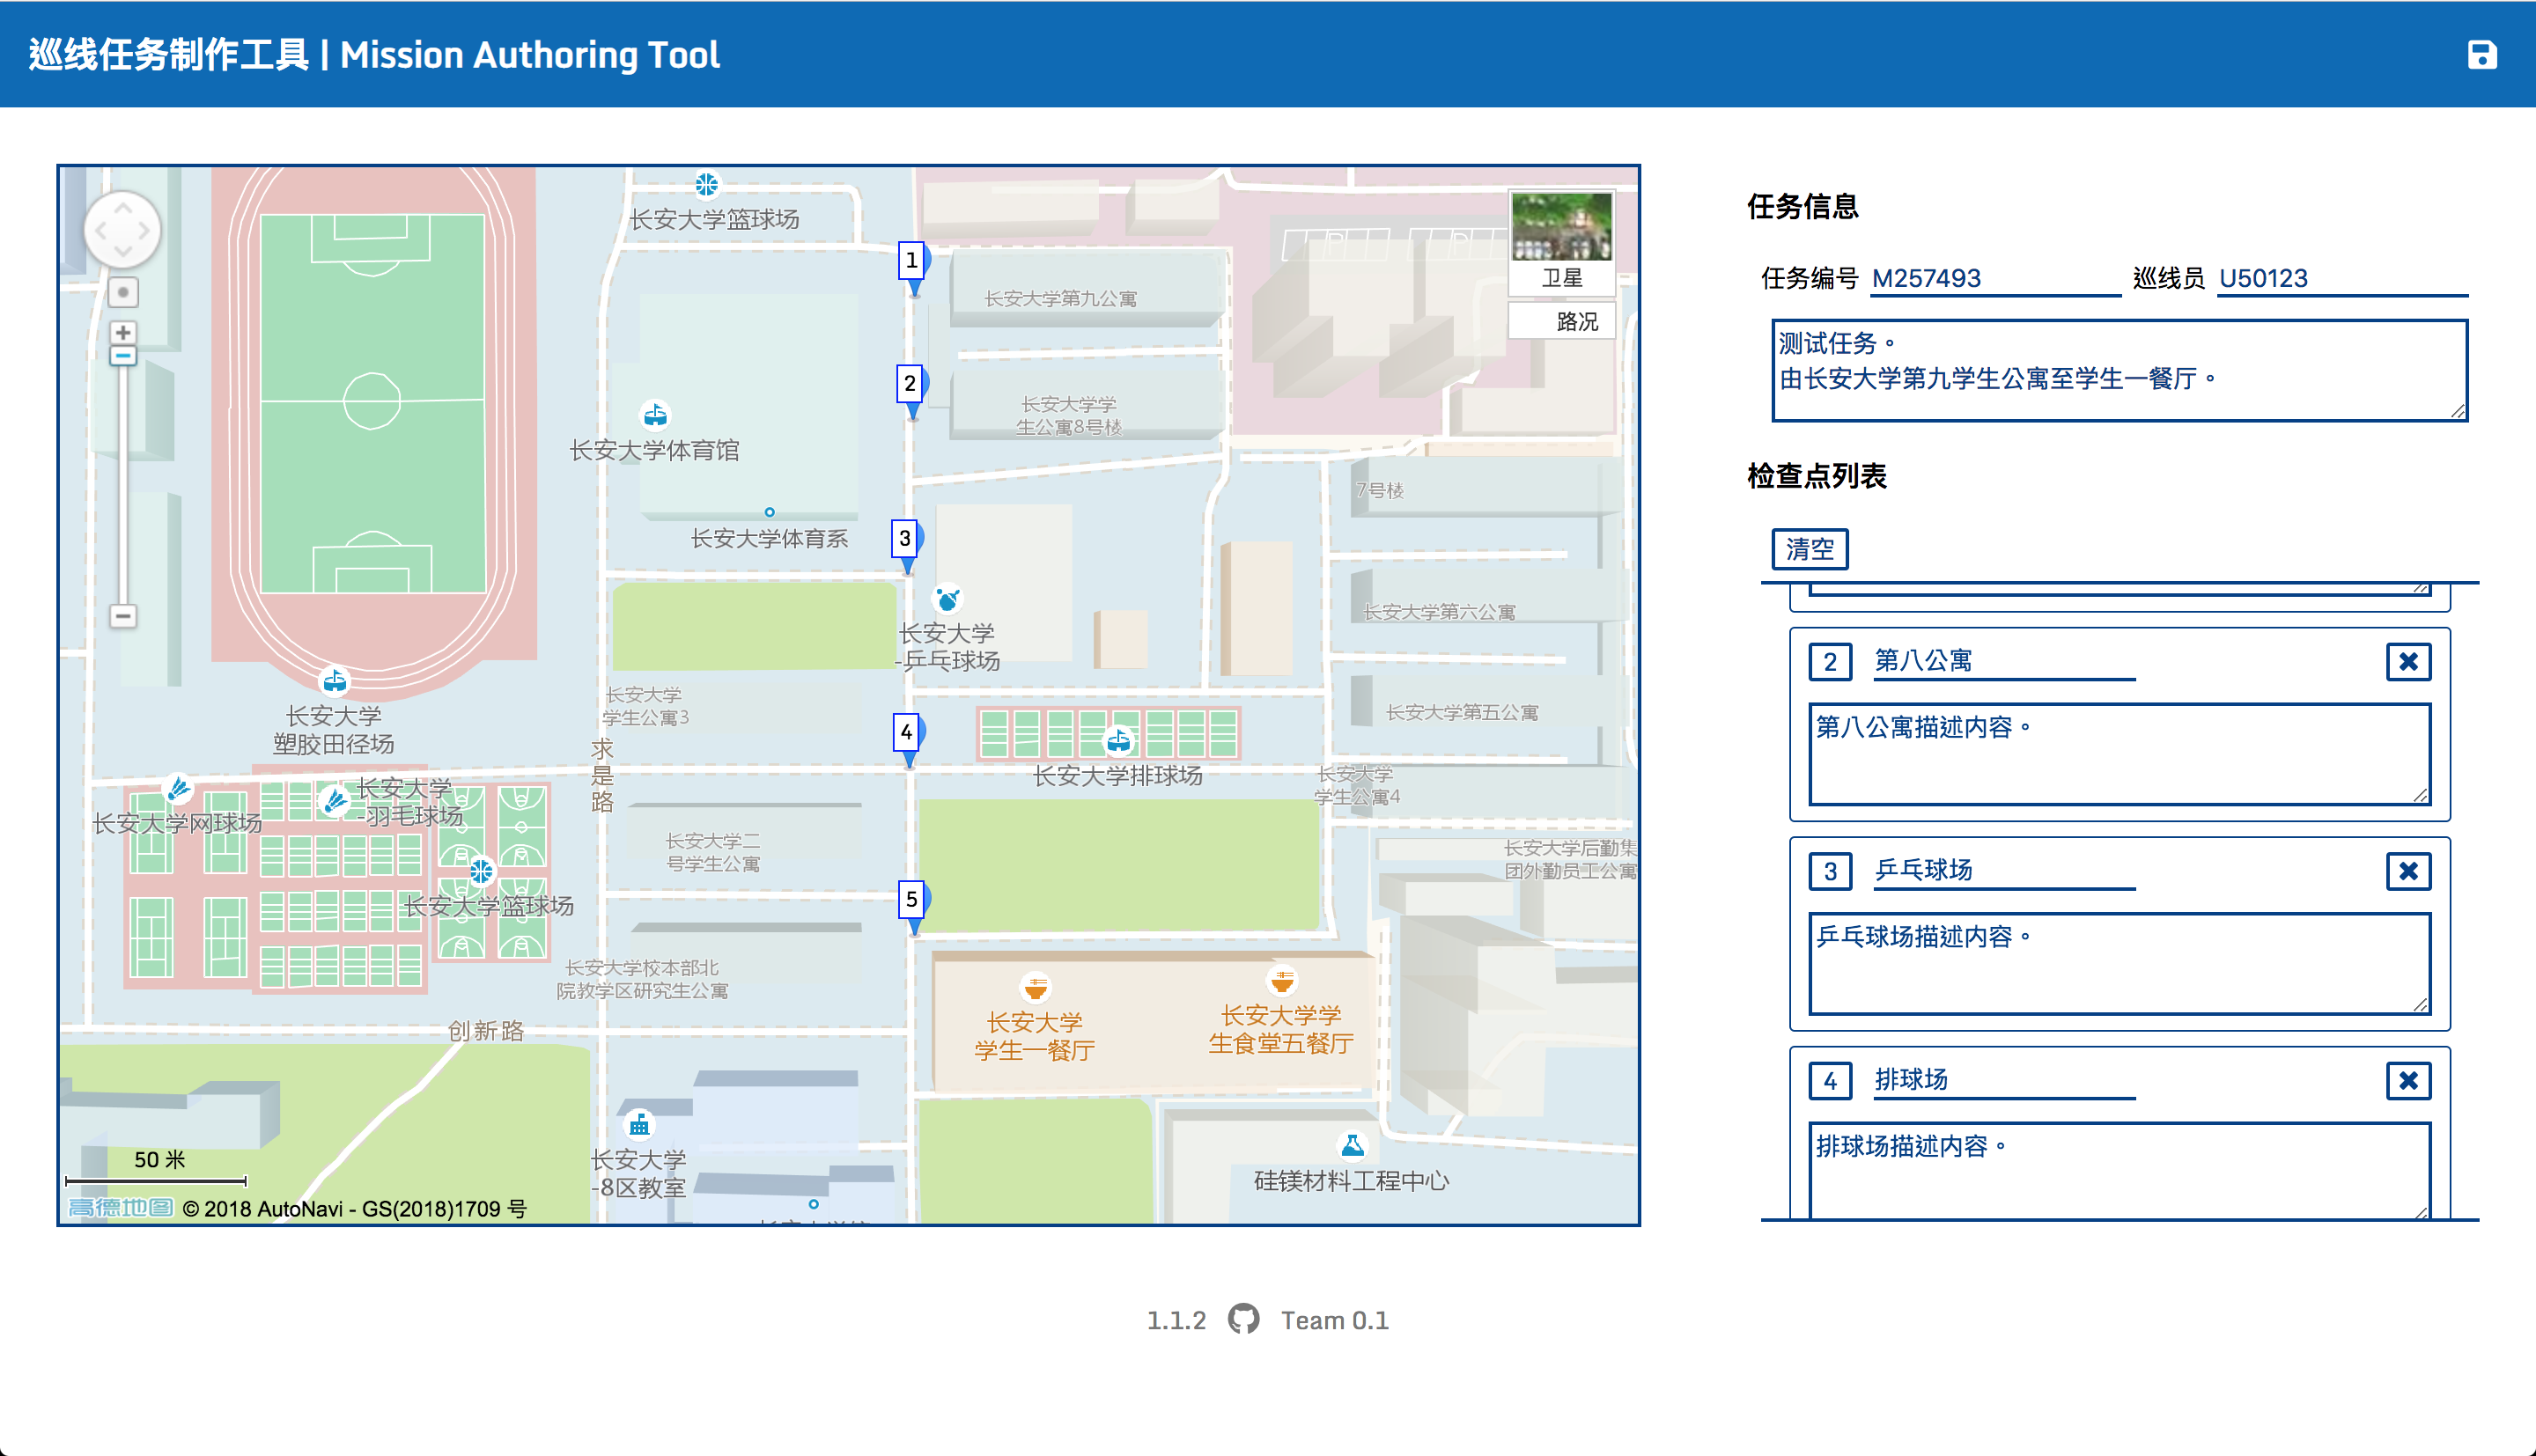 巡线任务制作工具 | Mission Authoring Tool
长安大学篮球场
1
长安大学第九公寓
卫星
路况
2
长安大学学
生公寓8号楼
长安大学体育馆
7号楼
3
长安大学体育系
长安大学
-乒乓球场
长安大学第六公寓
长安大学
学生公寓3
长安大学第五公寓
长安大学
塑胶田径场
求是路
4
长安大学排球场
长安大学
学生公寓4
长安大学
-羽毛球场
长安大学网球场
长安大学二
号学生公寓
长安大学后勤集
团外勤员工公寓
5
长安大学篮球场
长安大学校本部北
院教学区研究生公寓
长安大学
学生一餐厅
长安大学学
生食堂五餐厅
创新路
长安大学
-8区教室
硅镁材料工程中心
50 米
高德地图 © 2018 AutoNavi - GS(2018)1709 号
任务信息
任务编号 M257493 巡线员 U50123
测试任务。
由长安大学第九学生公寓至学生一餐厅。
检查点列表
清空
2 第八公寓
第八公寓描述内容。
3 乒乓球场
乒乓球场描述内容。
4 排球场
排球场描述内容。
1.1.2 Team 0.1